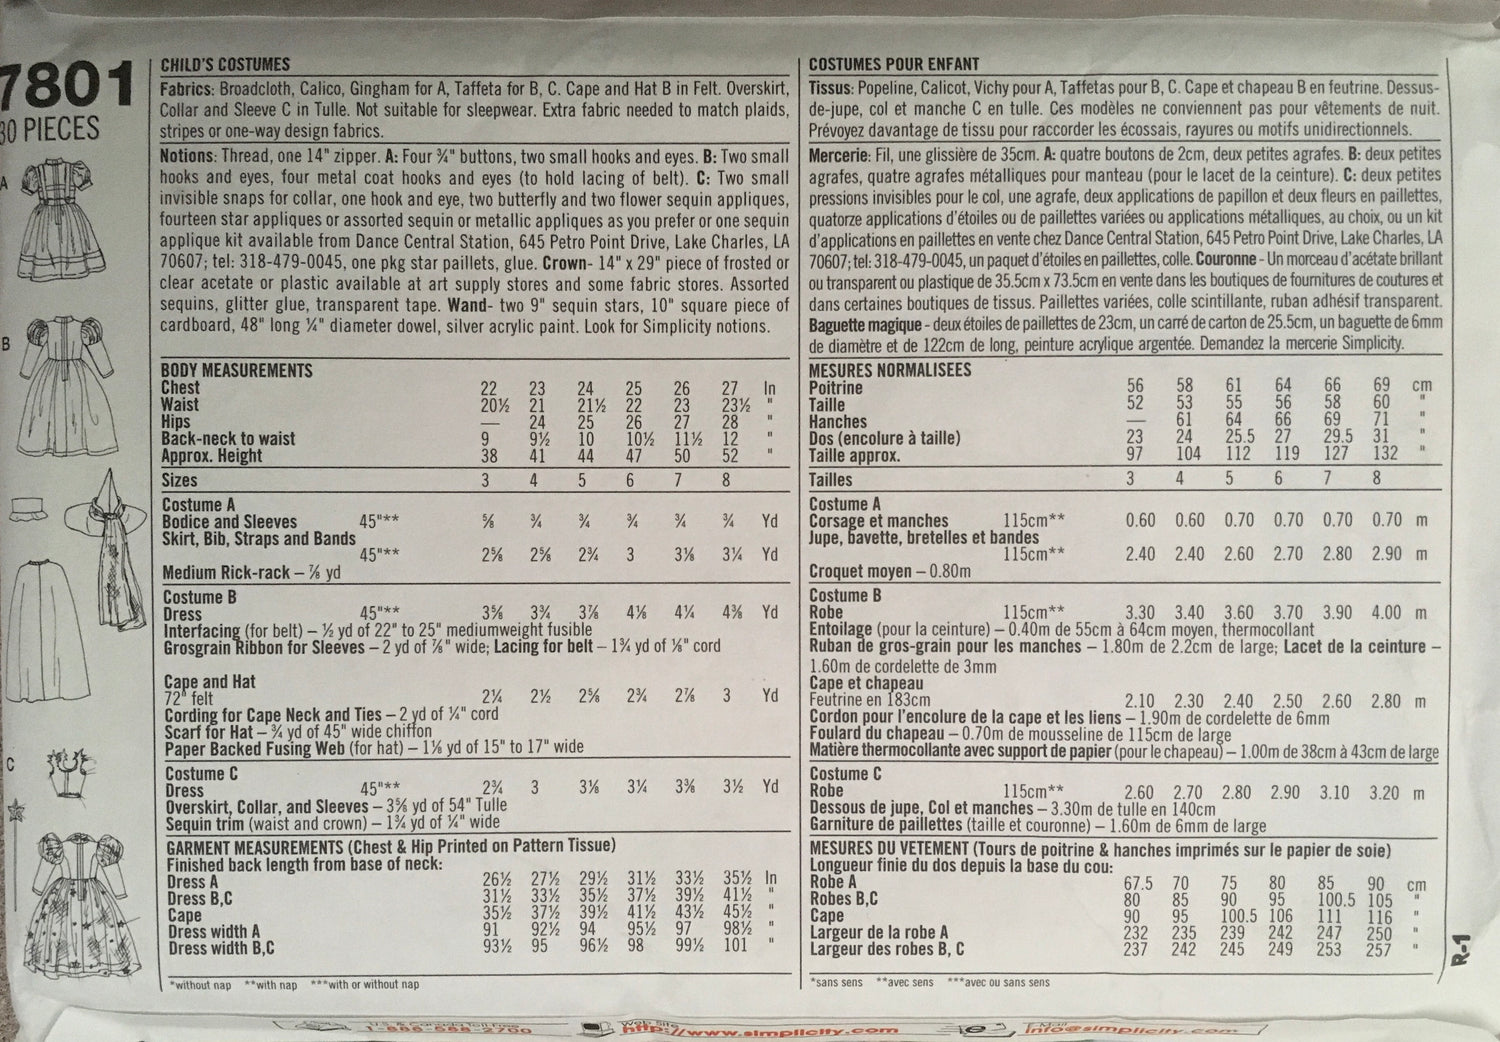 7801
30 PIECES
A
B
C
CHILD'S COSTUMES
Fabrics: Broadcloth, Calico, Gingham for A, Taffeta for B, C. Cape and Hat B in Felt. Overskirt,
Collar and Sleeve C in Tulle. Not suitable for sleepwear. Extra fabric needed to match plaids,
stripes or one-way design fabrics.
Notions: Thread, one 14" zipper. A: Four ¾" buttons, two small hooks and eyes. B: Two small
hooks and eyes, four metal coat hooks and eyes (to hold lacing of belt). C: Two small
invisible snaps for collar, one hook and eye, two butterfly and two flower sequin appliques,
fourteen star appliques or assorted sequin or metallic appliques as you prefer or one sequin
applique kit available from Dance Central Station, 645 Petro Point Drive, Lake Charles, LA
70607; tel: 318-479-0045, one pkg star paillets, glue. Crown- 14" x 29" piece of frosted or
clear acetate or plastic available at art supply stores and some fabric stores. Assorted
sequins, glitter glue, transparent tape. Wand- two 9" sequin stars, 10" square piece of
cardboard, 48" long ¼" diameter dowel, silver acrylic paint. Look for Simplicity notions.
BODY MEASUREMENTS
Chest 22 23 24 25 26 27 In
Waist 20½ 21 21½ 22 23 23½ "
Hips — 24 25 26 27 28 "
Back-neck to waist 9 9½ 10 10½ 11½ 12 "
Approx. Height 38 41 44 47 50 52 "
Sizes 3 4 5 6 7 8
Costume A
Bodice and Sleeves 45"** ⅝ ¾ ¾ ¾ ¾ ¾ Yd
Skirt, Bib, Straps and Bands
45"** 2⅝ 2⅝ 2¾ 3 3⅛ 3¼ Yd
Medium Rick-rack – ⅞ yd
Costume B
Dress 45"** 3⅝ 3¾ 3⅞ 4⅛ 4¼ 4⅜ Yd
Interfacing (for belt) – ½ yd of 22" to 25" mediumweight fusible
Grosgrain Ribbon for Sleeves – 2 yd of ⅞" wide; Lacing for belt – 1¾ yd of ⅛" cord
Cape and Hat
72" felt 2¼ 2½ 2⅝ 2¾ 2⅞ 3 Yd
Cording for Cape Neck and Ties – 2 yd of ¼" cord
Scarf for Hat – ¾ yd of 45" wide chiffon
Paper Backed Fusing Web (for hat) – 1⅛ yd of 15" to 17" wide
Costume C
Dress 45"** 2¾ 3 3⅛ 3¼ 3⅜ 3½ Yd
Overskirt, Collar, and Sleeves – 3⅝ yd of 54" Tulle
Sequin trim (waist and crown) – 1¾ yd of ¼" wide
GARMENT MEASUREMENTS (Chest & Hip Printed on Pattern Tissue)
Finished back length from base of neck:
Dress A 26½ 27½ 29½ 31½ 33½ 35½ In
Dress B,C 31½ 33½ 35½ 37½ 39½ 41½ "
Cape 35½ 37½ 39½ 41½ 43½ 45½ "
Dress width A 91 92½ 94 95½ 97 98½ "
Dress width B,C 93½ 95 96½ 98 99½ 101 "
*without nap **with nap ***with or without nap
COSTUMES POUR ENFANT
Tissus: Popeline, Calicot, Vichy pour A, Taffetas pour B, C. Cape et chapeau B en feutrine. Dessus-
de-jupe, col et manche C en tulle. Ces modèles ne conviennent pas pour vêtements de nuit.
Prévoyez davantage de tissu pour raccorder les écossais, rayures ou motifs unidirectionnels.
Mercerie: Fil, une glissière de 35cm. A: quatre boutons de 2cm, deux petites agrafes. B: deux petites
agrafes, quatre agrafes métalliques pour manteau (pour le lacet de la ceinture). C: deux petites
pressions invisibles pour le col, une agrafe, deux applications de papillon et deux fleurs en paillettes,
quatorze applications d'étoiles ou de paillettes variées ou applications métalliques, au choix, ou un kit
d'applications en paillettes en vente chez Dance Central Station, 645 Petro Point Drive, Lake Charles, LA
70607; tel: 318-479-0045, un paquet d'étoiles en paillettes, colle. Couronne - Un morceau d'acétate brillant
ou transparent ou plastique de 35.5cm x 73.5cm en vente dans les boutiques de fournitures de coutures et
dans certaines boutiques de tissus. Paillettes variées, colle scintillante, ruban adhésif transparent.
Baguette magique - deux étoiles de paillettes de 23cm, un carré de carton de 25.5cm, un baguette de 6mm
de diamètre et de 122cm de long, peinture acrylique argentée. Demandez la mercerie Simplicity.
MESURES NORMALISEES
Poitrine 56 58 61 64 66 69 cm
Taille 52 53 55 56 58 60 "
Hanches — 61 64 66 69 71 "
Dos (encolure à taille) 23 24 25.5 27 29.5 31 "
Taille approx. 97 104 112 119 127 132 "
Tailles 3 4 5 6 7 8
Costume A
Corsage et manches 115cm** 0.60 0.60 0.70 0.70 0.70 0.70 m
Jupe, bavette, bretelles et bandes
115cm** 2.40 2.40 2.60 2.70 2.80 2.90 m
Croquet moyen – 0.80m
Costume B
Robe 115cm** 3.30 3.40 3.60 3.70 3.90 4.00 m
Entoilage (pour la ceinture) – 0.40m de 55cm à 64cm moyen, thermocollant
Ruban de gros-grain pour les manches – 1.80m de 2.2cm de large; Lacet de la ceinture –
1.60m de cordelette de 3mm
Cape et chapeau
Feutrine en 183cm 2.10 2.30 2.40 2.50 2.60 2.80 m
Cordon pour l'encolure de la cape et les liens – 1.90m de cordelette de 6mm
Foulard du chapeau – 0.70m de mousseline de 115cm de large
Matière thermocollante avec support de papier (pour le chapeau) – 1.00m de 38cm à 43cm de large
Costume C
Robe 115cm** 2.60 2.70 2.80 2.90 3.10 3.20 m
Dessous de jupe, Col et manches – 3.30m de tulle en 140cm
Garniture de paillettes (taille et couronne) – 1.60m de 6mm de large
MESURES DU VETEMENT (Tours de poitrine & hanches imprimés sur le papier de soie)
Longueur finie du dos depuis la base du cou:
Robe A 67.5 70 75 80 85 90 cm
Robes B,C 80 85 90 95 100.5 105 "
Cape 90 95 100.5 106 111 116 "
Largeur de la robe A 232 235 239 242 247 250 "
Largeur des robes B, C 237 242 245 249 253 257 "
*sans sens **avec sens ***avec ou sans sens
R-1
U.S. & Canada Toll Free
1-888-588-2700
Web Site
http://www.simplicity.com
E-Mail
info@simplicity.com